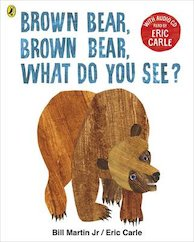 BROWN BEAR,
BROWN BEAR,
WHAT DO YOU SEE?
WITH AUDIO CD
READ BY
ERIC
CARLE
Bill Martin Jr / Eric Carle